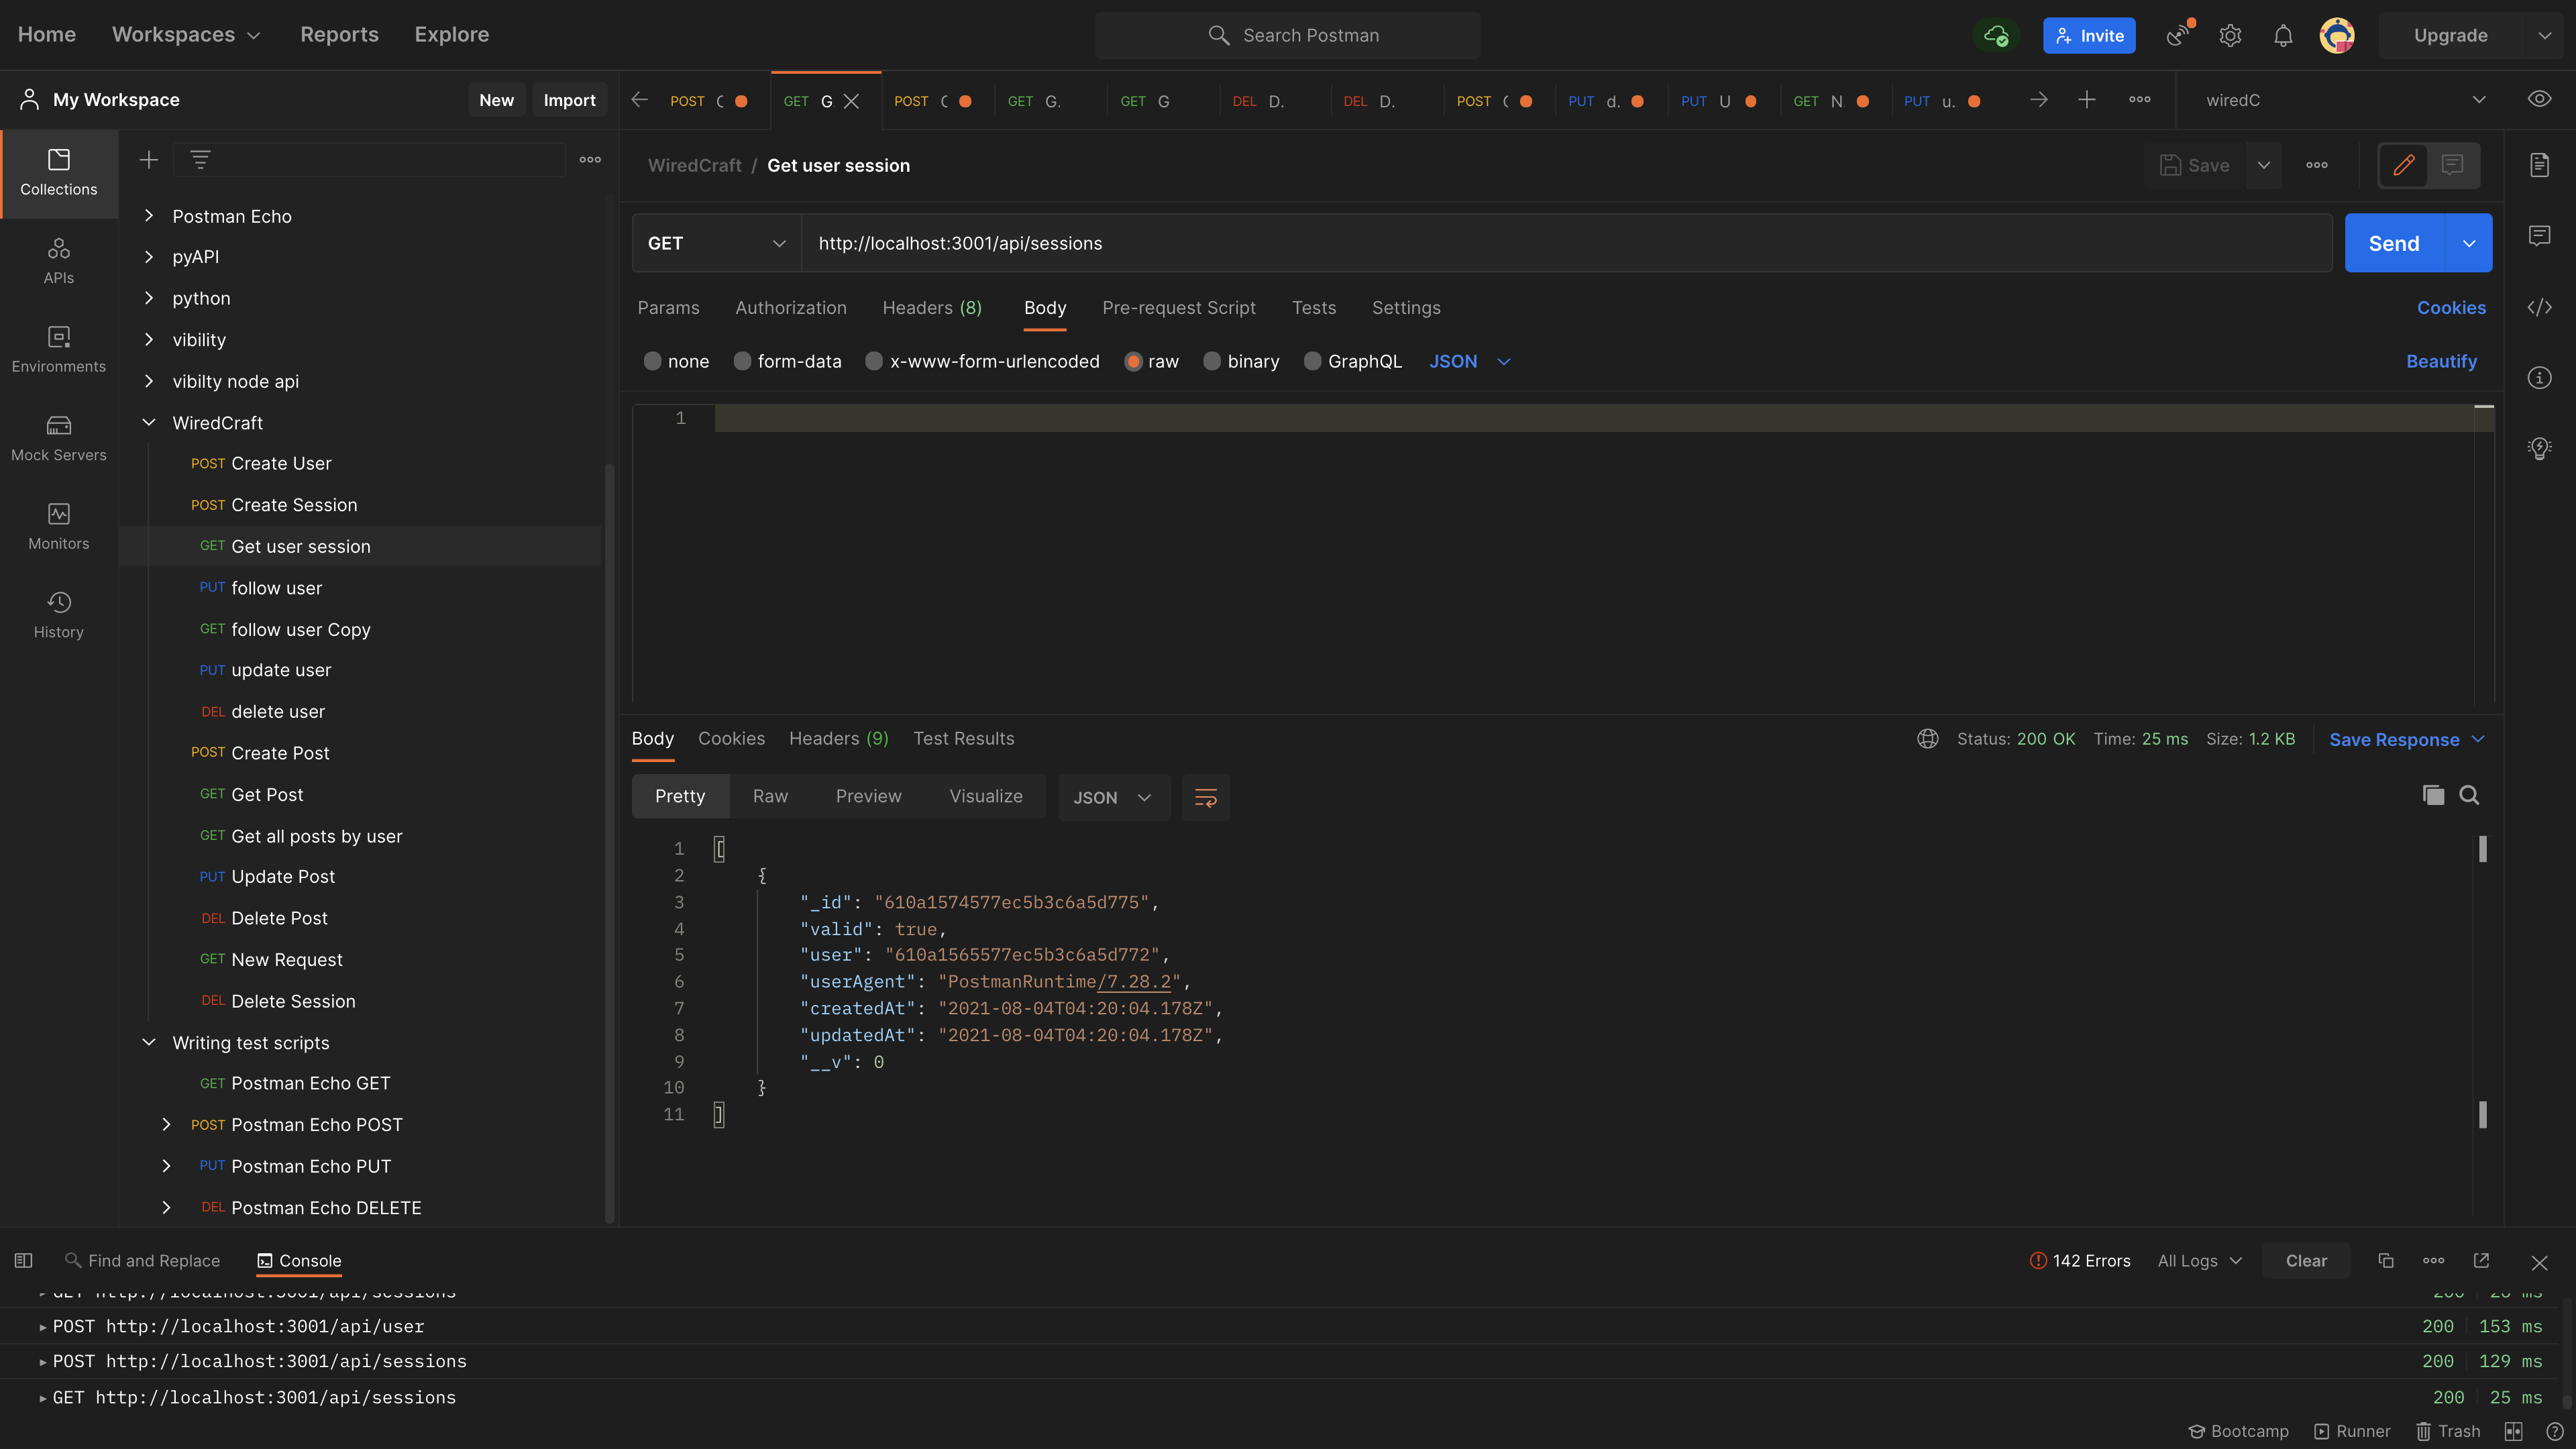 Home Workspaces Reports Explore Search Postman Invite Upgrade
My Workspace New Import POST GET G POST GET G. GET G DEL D. DEL D. POST PUT d. PUT U GET N PUT u. wiredC
WiredCraft / Get user session Save
GET http://localhost:3001/api/sessions Send
Params Authorization Headers (8) Body Pre-request Script Tests Settings Cookies
none form-data x-www-form-urlencoded raw binary GraphQL JSON Beautify
1
Collections
APIs
Environments
Mock Servers
Monitors
History
Postman Echo
pyAPI
python
vibility
vibilty node api
WiredCraft
POST Create User
POST Create Session
GET Get user session
PUT follow user
GET follow user Copy
PUT update user
DEL delete user
POST Create Post
GET Get Post
GET Get all posts by user
PUT Update Post
DEL Delete Post
GET New Request
DEL Delete Session
Writing test scripts
GET Postman Echo GET
POST Postman Echo POST
PUT Postman Echo PUT
DEL Postman Echo DELETE
Body Cookies Headers (9) Test Results Status: 200 OK Time: 25 ms Size: 1.2 KB Save Response
Pretty Raw Preview Visualize JSON
1 [
2 {
3 "_id": "610a1574577ec5b3c6a5d775",
4 "valid": true,
5 "user": "610a1565577ec5b3c6a5d772",
6 "userAgent": "PostmanRuntime/7.28.2",
7 "createdAt": "2021-08-04T04:20:04.178Z",
8 "updatedAt": "2021-08-04T04:20:04.178Z",
9 "__v": 0
10 }
11 ]
Find and Replace Console 142 Errors All Logs Clear
GET http://localhost:3001/api/sessions 200 ms
POST http://localhost:3001/api/user 200 153 ms
POST http://localhost:3001/api/sessions 200 129 ms
GET http://localhost:3001/api/sessions 200 25 ms
Bootcamp Runner Trash